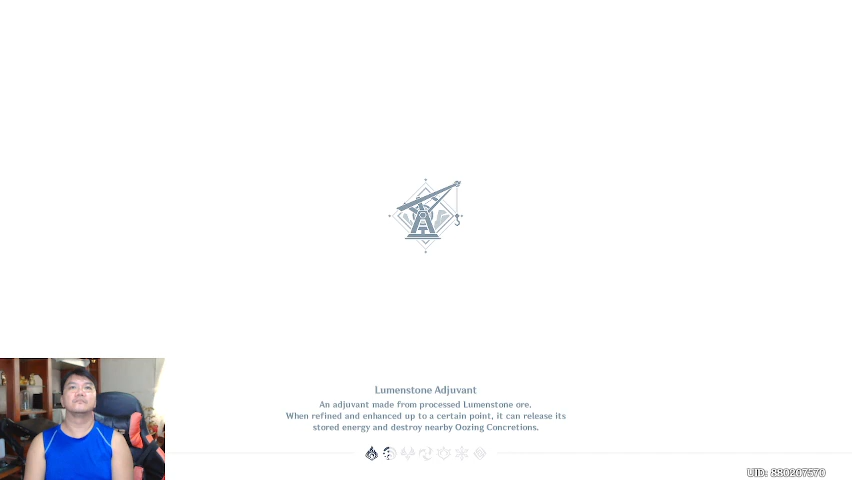 Lumenstone Adjuvant
An adjuvant made from processed Lumenstone ore.
When refined and enhanced up to a certain point, it can release its
stored energy and destroy nearby Oozing Concretions.
UID: 880207570